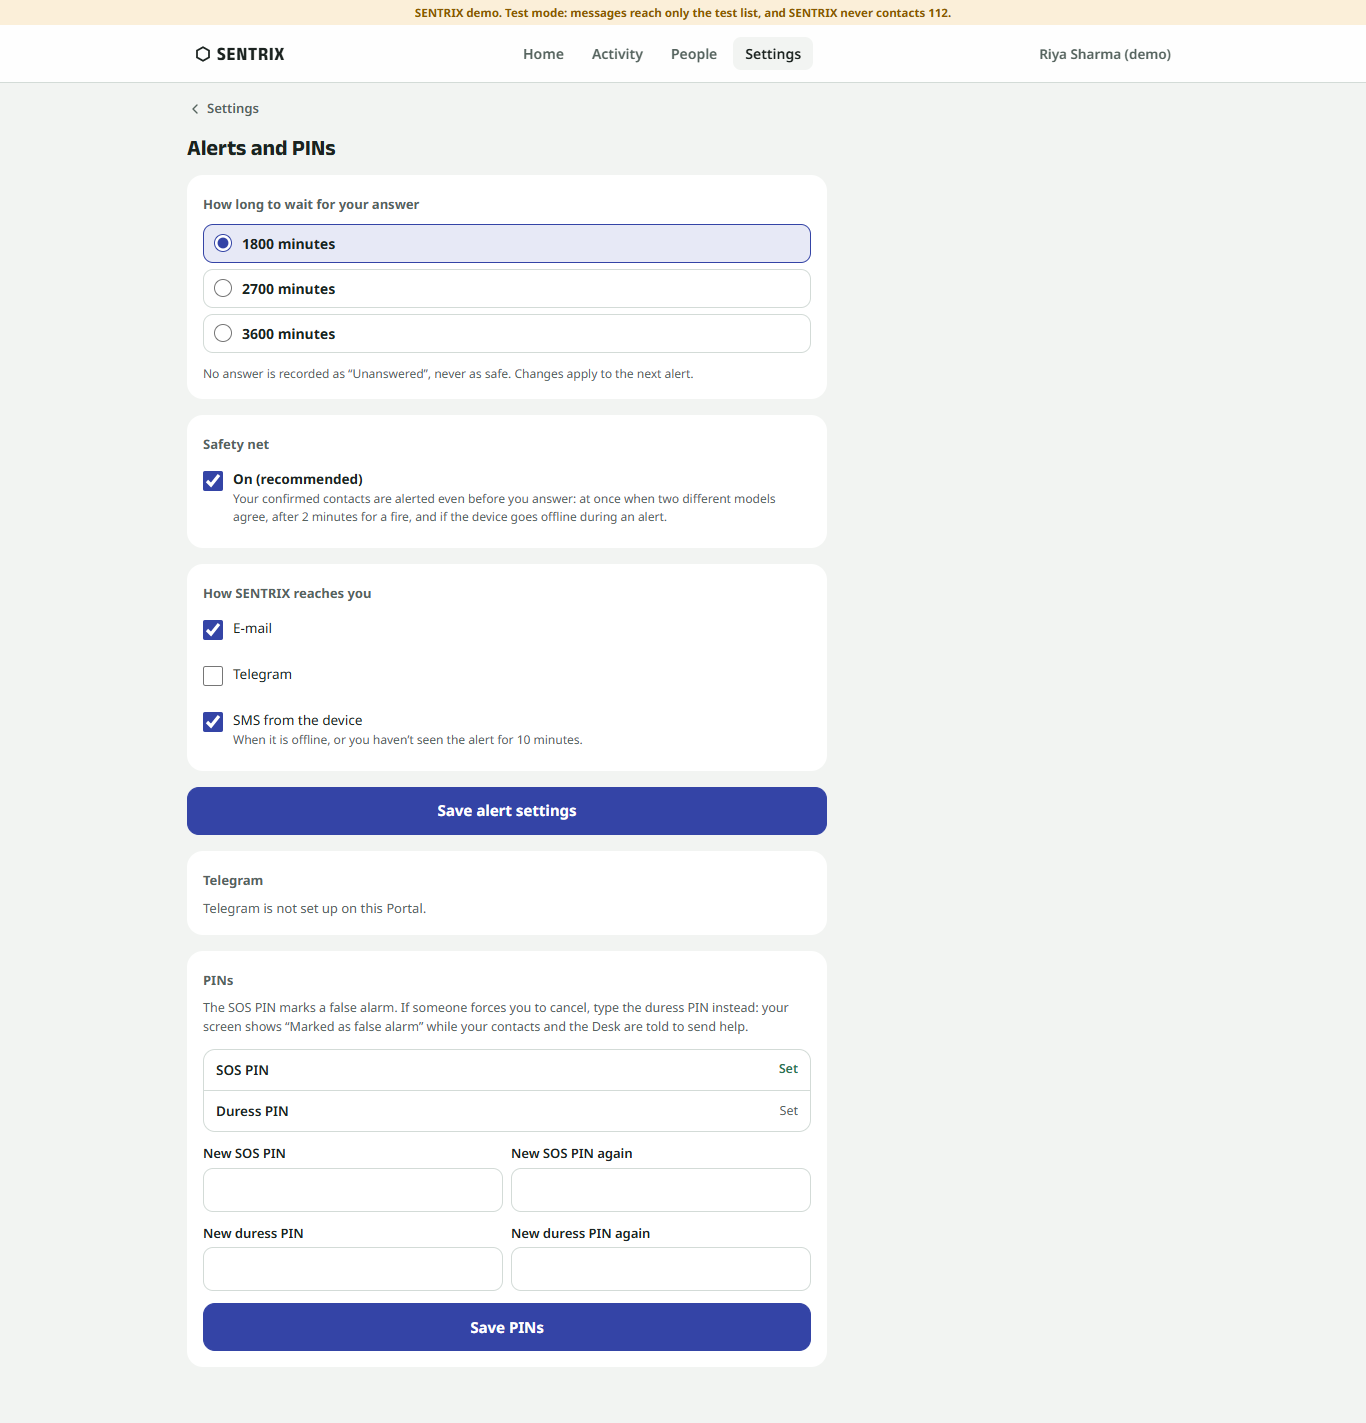 SENTRIX demo. Test mode: messages reach only the test list, and SENTRIX never contacts 112.
SENTRIX
Home
Activity
People
Settings
Riya Sharma (demo)
Settings
Alerts and PINs
How long to wait for your answer
1800 minutes
2700 minutes
3600 minutes
No answer is recorded as “Unanswered”, never as safe. Changes apply to the next alert.
Safety net
On (recommended)
Your confirmed contacts are alerted even before you answer: at once when two different models
agree, after 2 minutes for a fire, and if the device goes offline during an alert.
How SENTRIX reaches you
E-mail
Telegram
SMS from the device
When it is offline, or you haven’t seen the alert for 10 minutes.
Save alert settings
Telegram
Telegram is not set up on this Portal.
PINs
The SOS PIN marks a false alarm. If someone forces you to cancel, type the duress PIN instead: your
screen shows “Marked as false alarm” while your contacts and the Desk are told to send help.
SOS PIN
Set
Duress PIN
Set
New SOS PIN
New SOS PIN again
New duress PIN
New duress PIN again
Save PINs